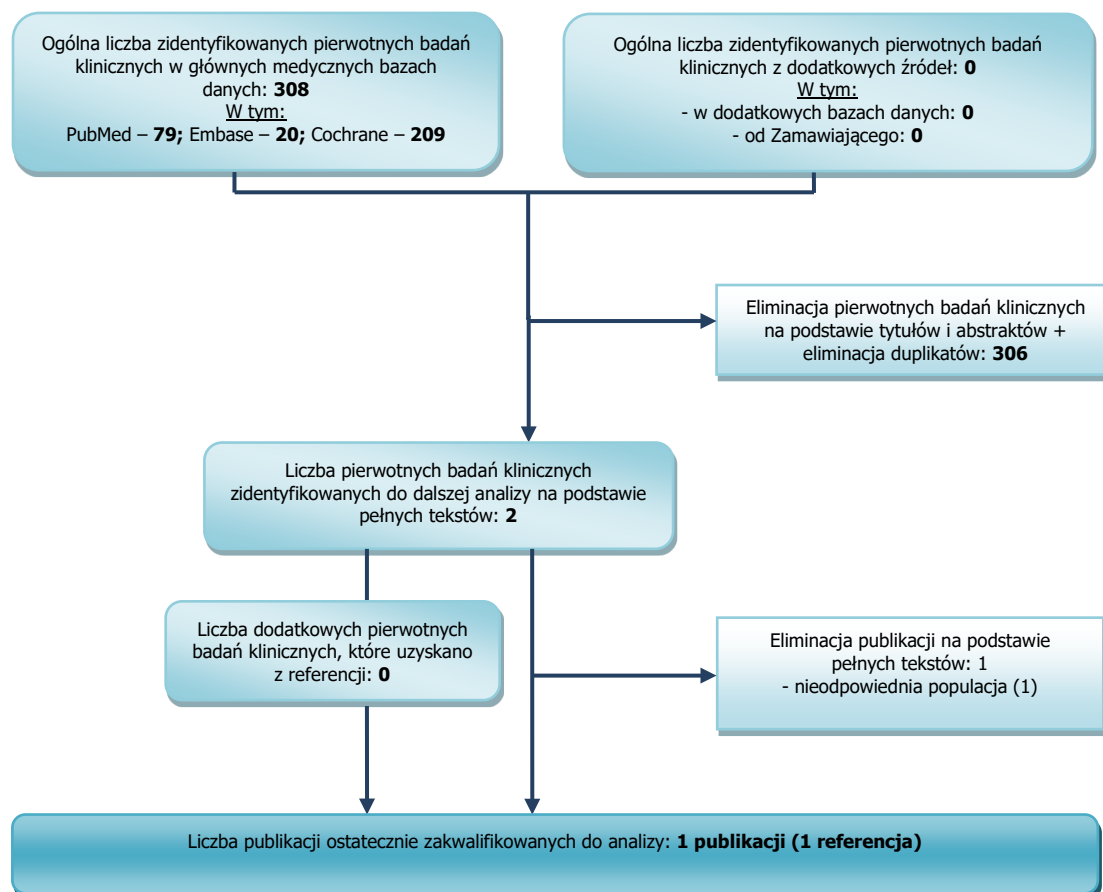 Ogólna liczba zidentyfikowanych pierwotnych badań
klinicznych w głównych medycznych bazach
danych: 308
W tym:
PubMed – 79; Embase – 20; Cochrane – 209
Ogólna liczba zidentyfikowanych pierwotnych badań
klinicznych z dodatkowych źródeł: 0
W tym:
- w dodatkowych bazach danych: 0
- od Zamawiającego: 0
Eliminacja pierwotnych badań klinicznych
na podstawie tytułów i abstraktów +
eliminacja duplikatów: 306
Liczba pierwotnych badań klinicznych
zidentyfikowanych do dalszej analizy na podstawie
pełnych tekstów: 2
Liczba dodatkowych pierwotnych
badań klinicznych, które uzyskano
z referencji: 0
Eliminacja publikacji na podstawie
pełnych tekstów: 1
- nieodpowiednia populacja (1)
Liczba publikacji ostatecznie zakwalifikowanych do analizy: 1 publikacji (1 referencja)